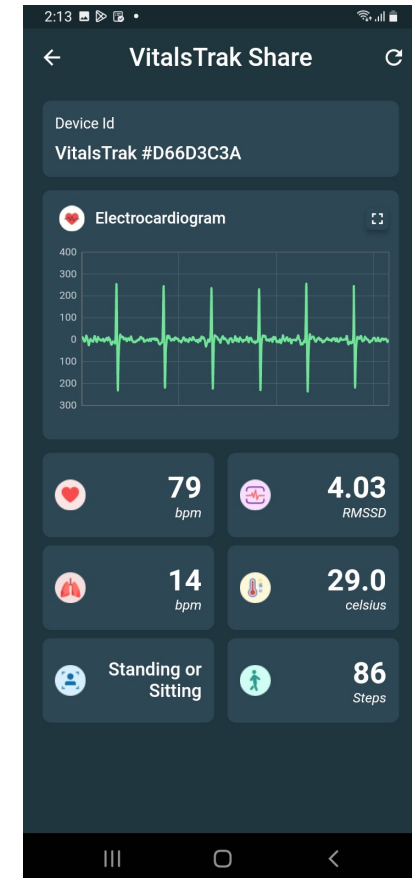 2:13
VitalsTrak Share
Device Id
VitalsTrak #D66D3C3A
Electrocardiogram
400
300
200
100
0
100
200
300
79
bpm
4.03
RMSSD
14
bpm
29.0
celsius
Standing or
Sitting
86
Steps